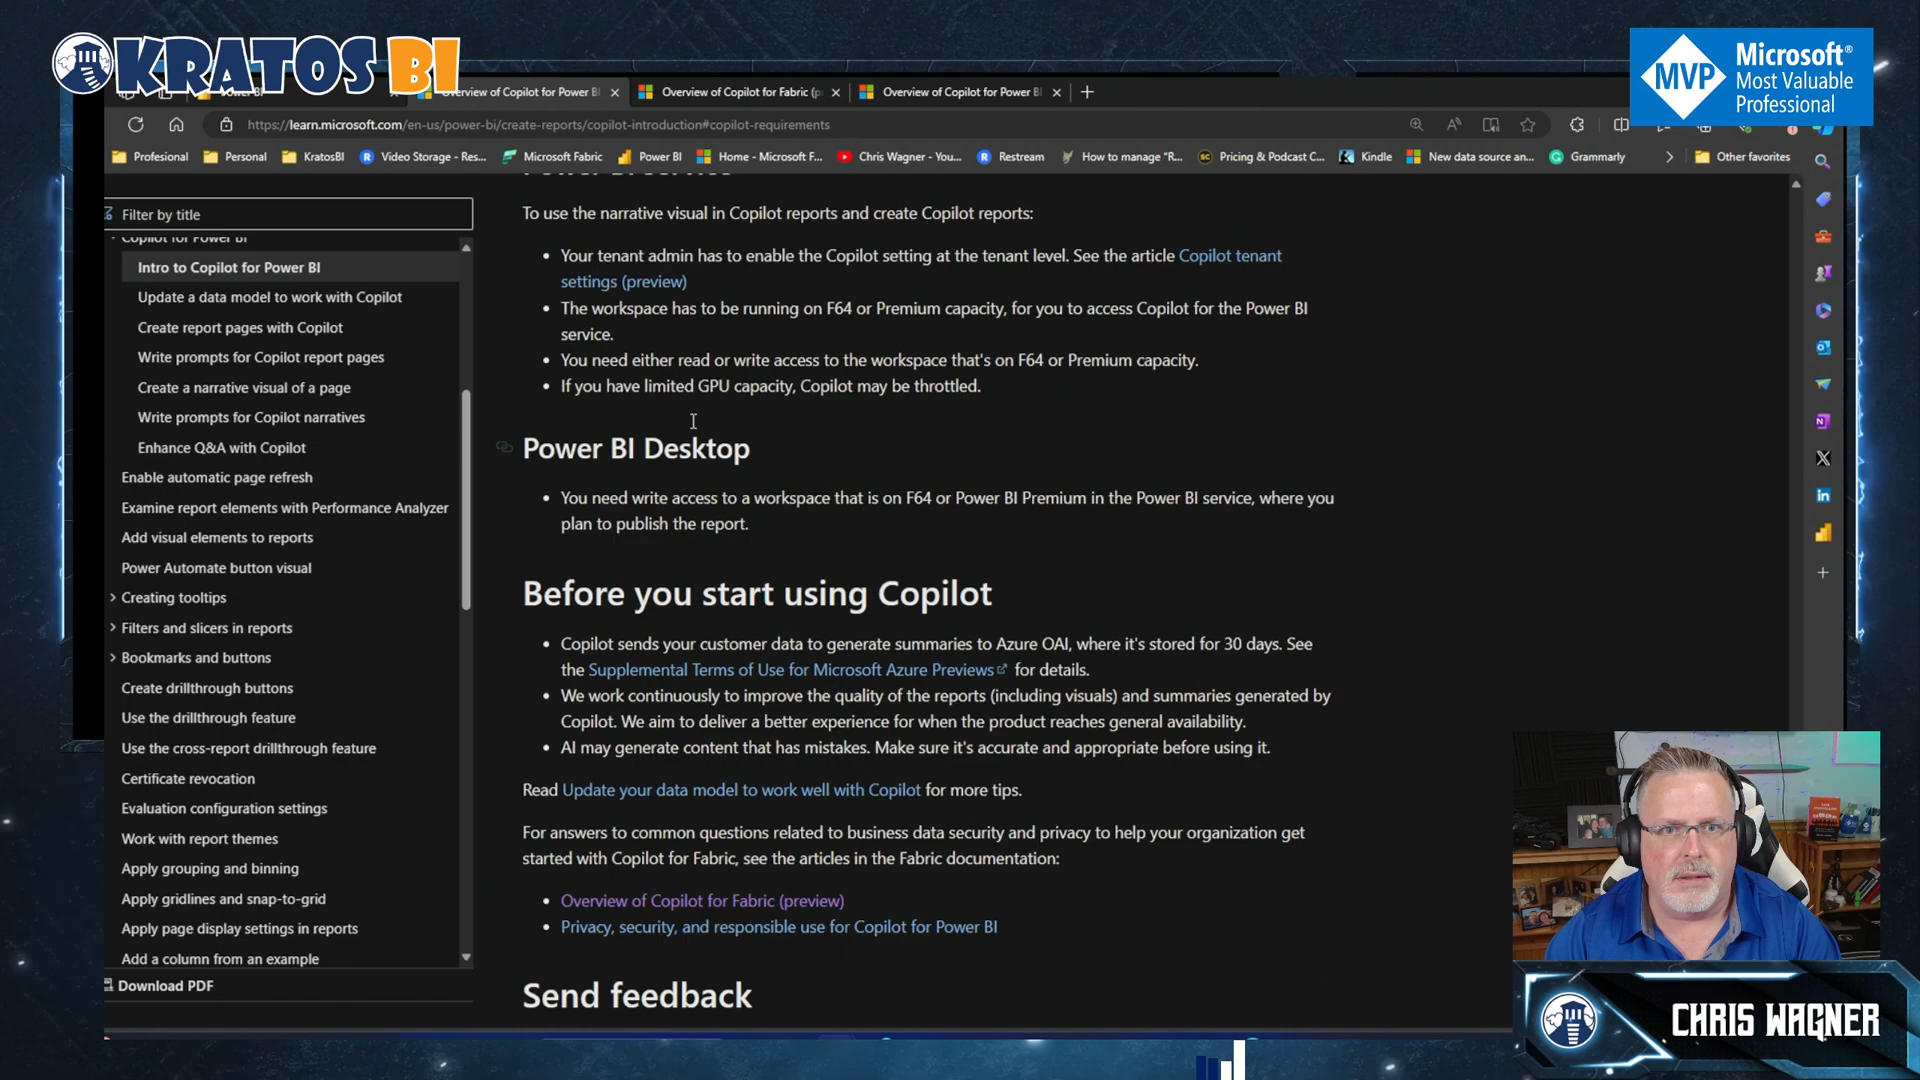 KRATOS BI
MVP
Microsoft®
Most Valuable
Professional
Overview of Copilot for Power BI
Overview of Copilot for Fabric (p
Overview of Copilot for Power BI
https://learn.microsoft.com/en-us/power-bi/create-reports/copilot-introduction#copilot-requirements
Profesional
Personal
KratosBI
Video Storage - Res...
Microsoft Fabric
Power BI
Home - Microsoft F...
Chris Wagner - You...
Restream
How to manage "R...
Pricing & Podcast C...
Kindle
New data source an...
Grammarly
Other favorites
Filter by title
Copilot for Power BI
Intro to Copilot for Power BI
Update a data model to work with Copilot
Create report pages with Copilot
Write prompts for Copilot report pages
Create a narrative visual of a page
Write prompts for Copilot narratives
Enhance Q&A with Copilot
Enable automatic page refresh
Examine report elements with Performance Analyzer
Add visual elements to reports
Power Automate button visual
Creating tooltips
Filters and slicers in reports
Bookmarks and buttons
Create drillthrough buttons
Use the drillthrough feature
Use the cross-report drillthrough feature
Certificate revocation
Evaluation configuration settings
Work with report themes
Apply grouping and binning
Apply gridlines and snap-to-grid
Apply page display settings in reports
Add a column from an example
Download PDF
To use the narrative visual in Copilot reports and create Copilot reports:
Your tenant admin has to enable the Copilot setting at the tenant level. See the article Copilot tenant
settings (preview)
The workspace has to be running on F64 or Premium capacity, for you to access Copilot for the Power BI
service.
You need either read or write access to the workspace that's on F64 or Premium capacity.
If you have limited GPU capacity, Copilot may be throttled.
Power BI Desktop
You need write access to a workspace that is on F64 or Power BI Premium in the Power BI service, where you
plan to publish the report.
Before you start using Copilot
Copilot sends your customer data to generate summaries to Azure OAI, where it's stored for 30 days. See
the Supplemental Terms of Use for Microsoft Azure Previews for details.
We work continuously to improve the quality of the reports (including visuals) and summaries generated by
Copilot. We aim to deliver a better experience for when the product reaches general availability.
AI may generate content that has mistakes. Make sure it's accurate and appropriate before using it.
Read Update your data model to work well with Copilot for more tips.
For answers to common questions related to business data security and privacy to help your organization get
started with Copilot for Fabric, see the articles in the Fabric documentation:
Overview of Copilot for Fabric (preview)
Privacy, security, and responsible use for Copilot for Power BI
Send feedback
CHRIS WAGNER